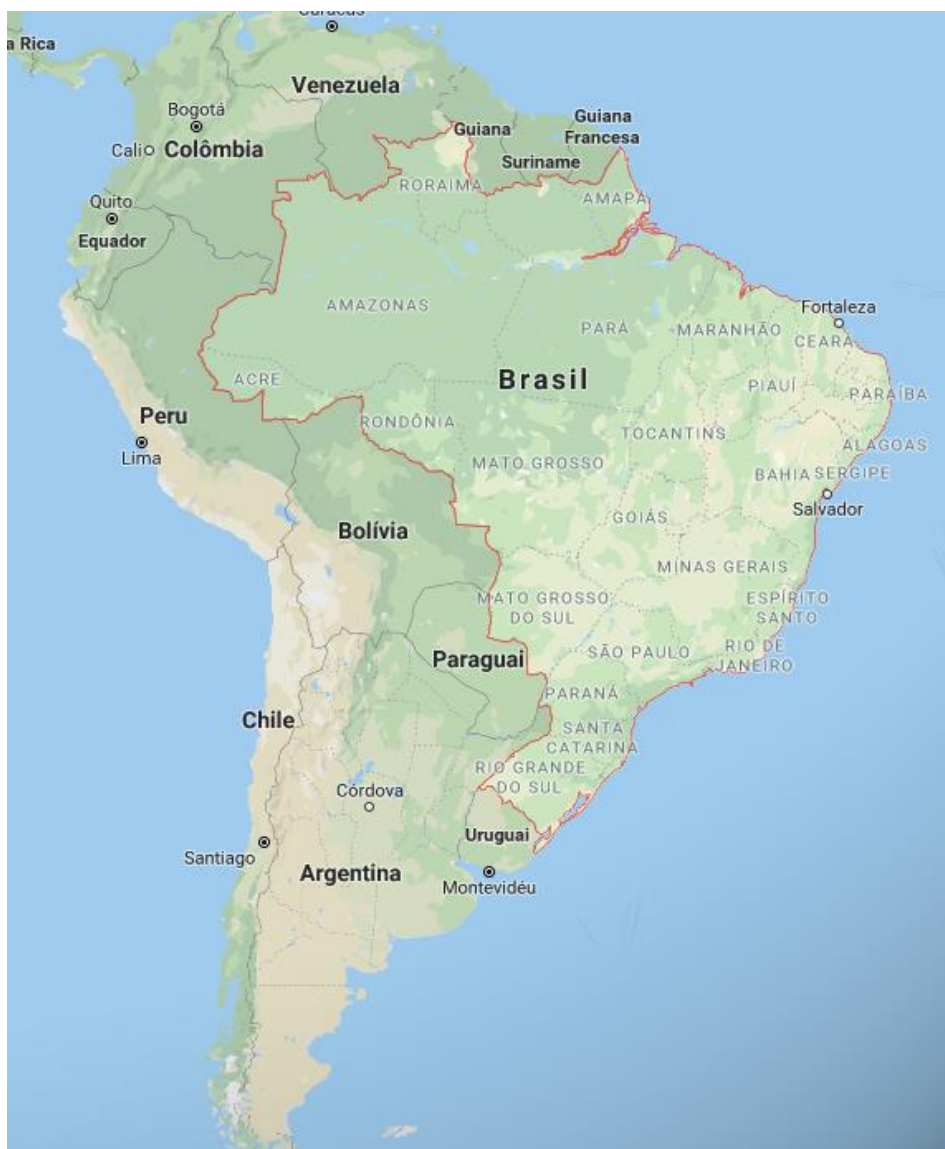 Caracas
a Rica
Venezuela
Bogotá
Guiana
Guiana
Francesa
Cali
Colômbia
Suriname
RORAIMA
AMAPÁ
Quito
Equador
AMAZONAS
Fortaleza
PARÁ
MARANHÃO
CEARÁ
ACRE
Brasil
PIAUÍ
PARAÍBA
Peru
RONDÔNIA
TOCANTINS
Lima
ALAGOAS
MATO GROSSO
BAHIA
SERGIPE
Salvador
GOIÁS
Bolívia
MINAS GERAIS
MATO GROSSO
DO SUL
ESPÍRITO
SANTO
SÃO PAULO
RIO DE
JANEIRO
Paraguai
PARANÁ
Chile
SANTA
CATARINA
RIO GRANDE
DO SUL
Córdova
Uruguai
Santiago
Argentina
Montevidéu